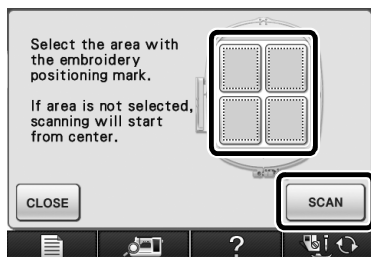 Select the area with
the embroidery
positioning mark.
If area is not selected,
scanning will start
from center.
CLOSE
SCAN
?